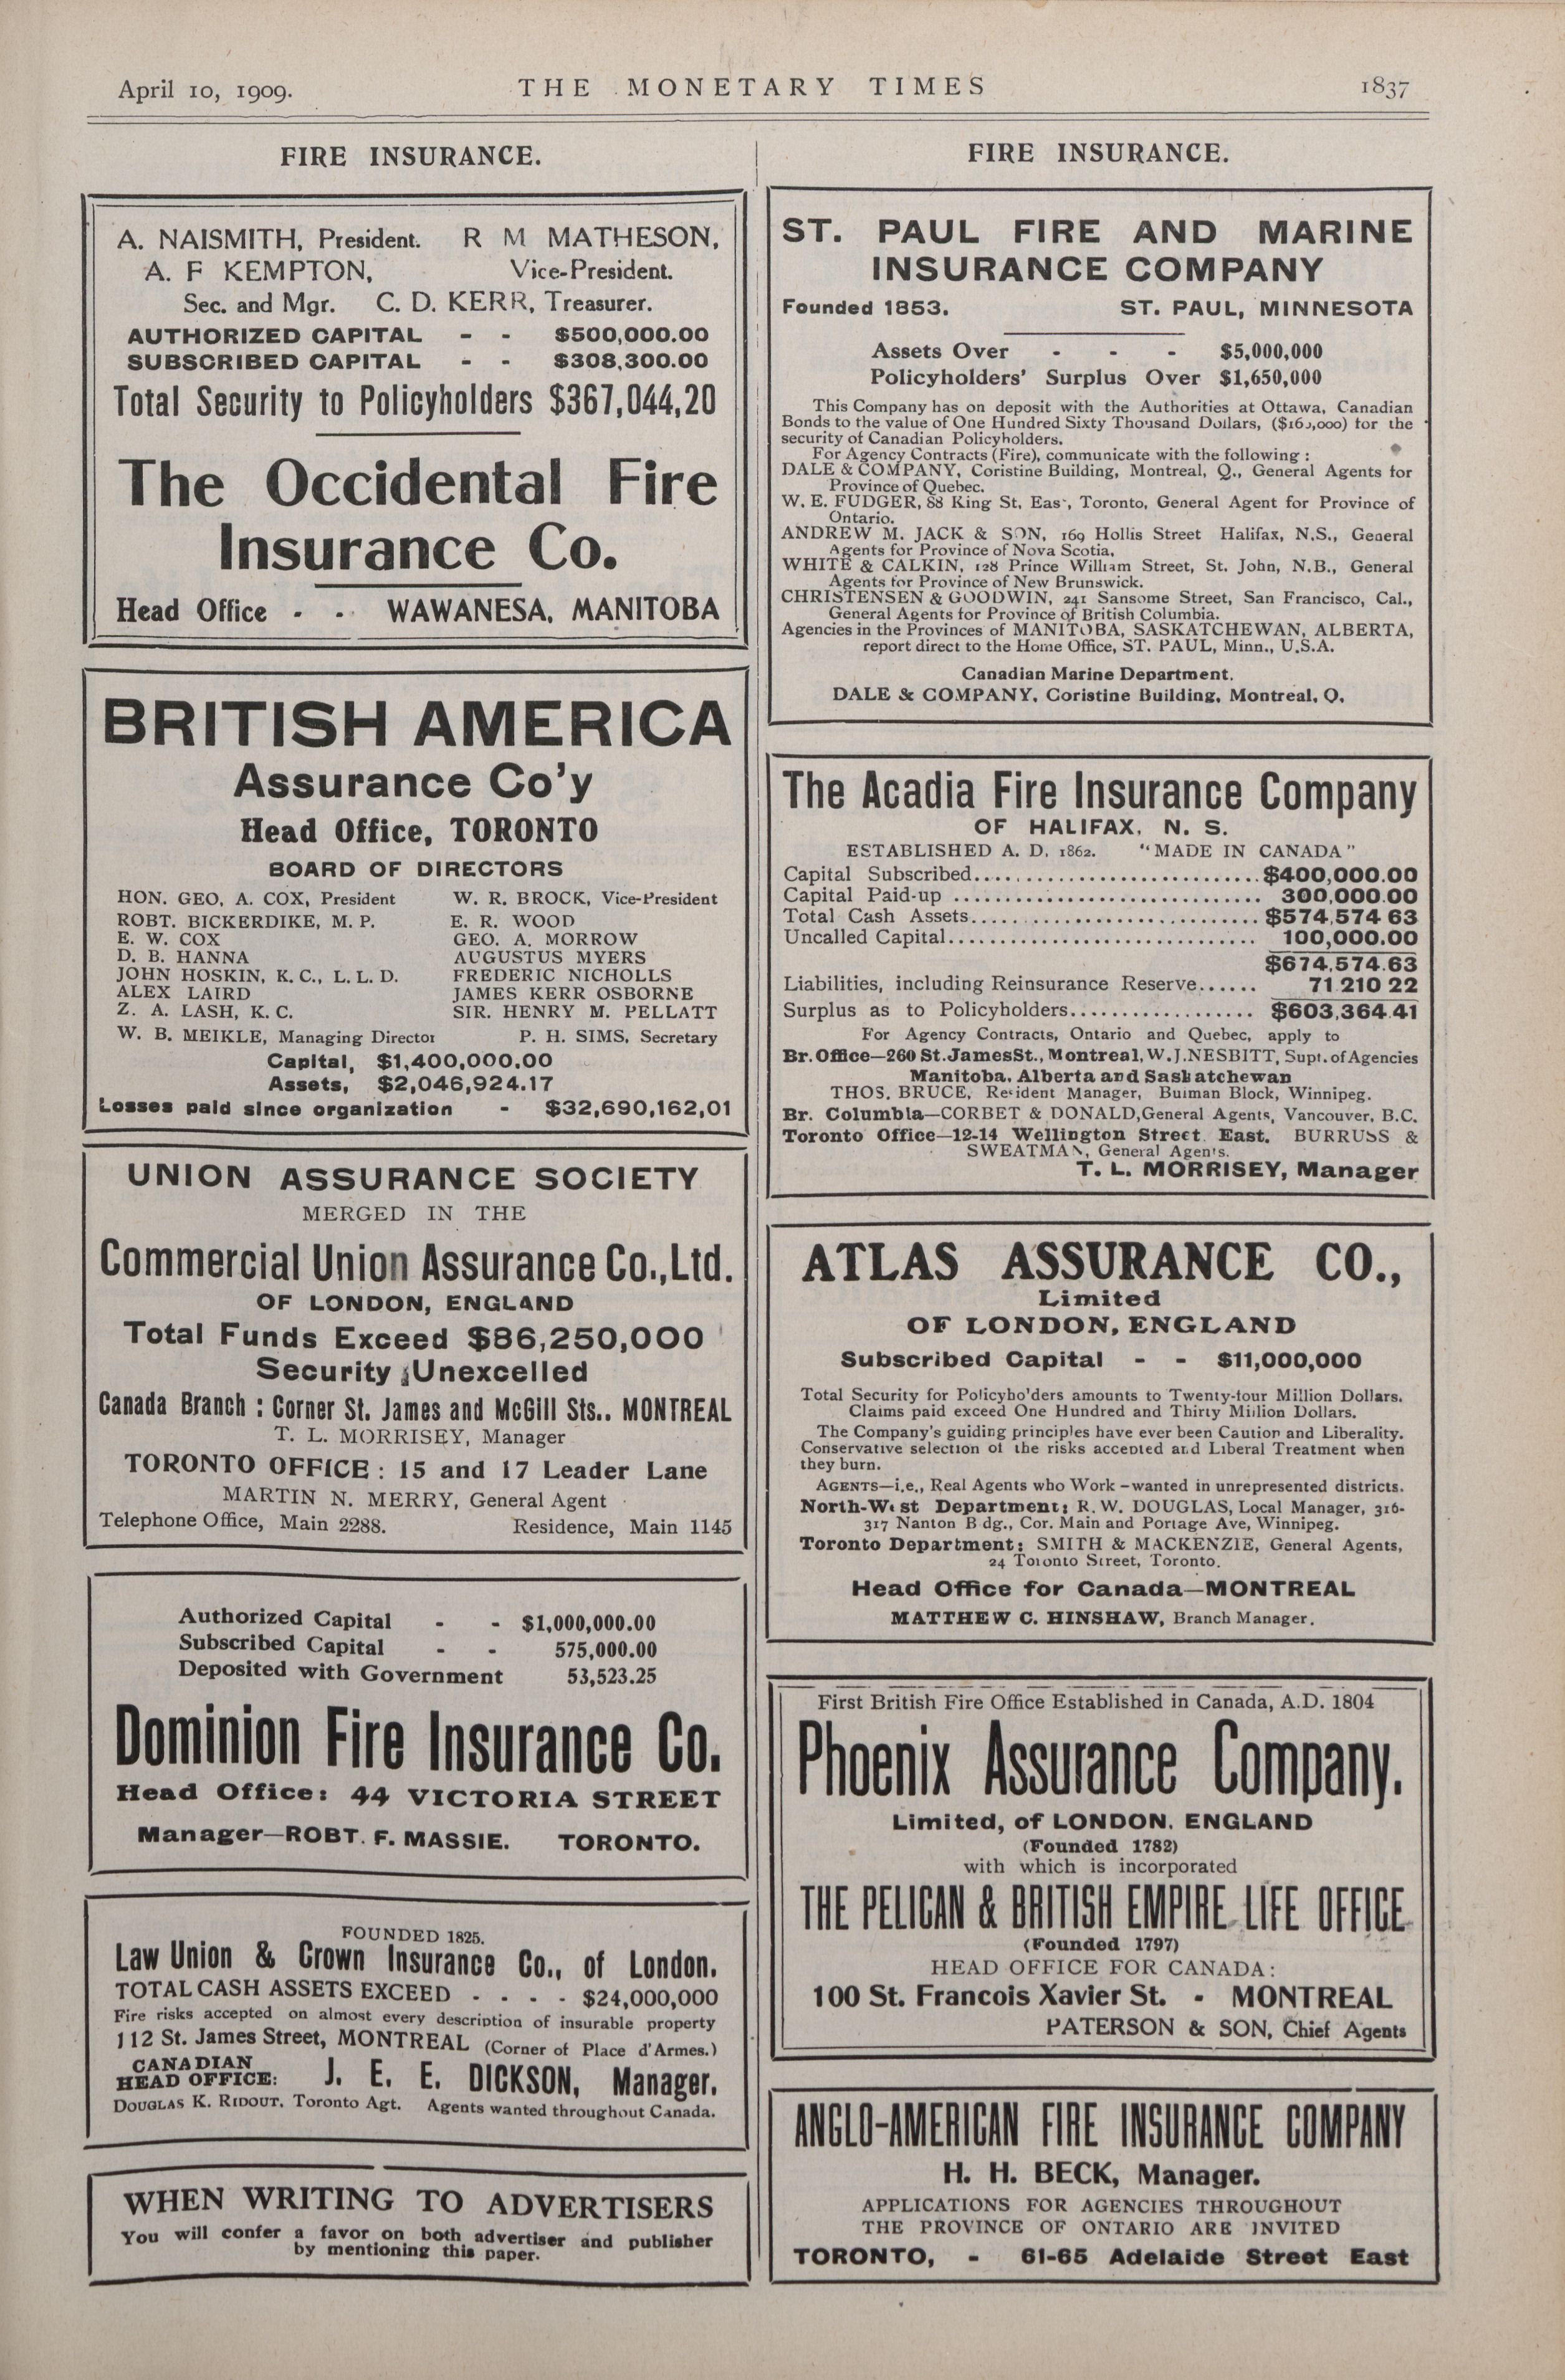 April 10, 1909.
THE MONETARY TIMES
1837
FIRE INSURANCE.
A. NAISMITH, President. R M MATHESON,
A. F KEMPTON, Vice-President.
Sec. and Mgr. C. D. KERR, Treasurer.
AUTHORIZED CAPITAL - - $500,000.00
SUBSCRIBED CAPITAL - - $308,300.00
Total Security to Policyholders $367,044,20
The Occidental Fire
Insurance Co.
Head Office - - WAWANESA, MANITOBA
BRITISH AMERICA
Assurance Co'y
Head Office, TORONTO
BOARD OF DIRECTORS
HON. GEO, A. COX, President W. R. BROCK, Vice-President
ROBT. BICKERDIKE, M. P. E. R. WOOD
E. W. COX GEO. A. MORROW
D. B. HANNA AUGUSTUS MYERS
JOHN HOSKIN, K. C., L. L. D. FREDERIC NICHOLLS
ALEX LAIRD JAMES KERR OSBORNE
Z. A. LASH, K. C. SIR. HENRY M. PELLATT
W. B. MEIKLE, Managing Director P. H. SIMS, Secretary
Capital, $1,400,000.00
Assets, $2,046,924.17
Losses paid since organization - $32,690,162,01
UNION ASSURANCE SOCIETY
MERGED IN THE
Commercial Union Assurance Co., Ltd.
OF LONDON, ENGLAND
Total Funds Exceed $86,250,000
Security Unexcelled
Canada Branch : Corner St. James and McGill Sts.. MONTREAL
T. L. MORRISEY, Manager
TORONTO OFFICE : 15 and 17 Leader Lane
MARTIN N. MERRY, General Agent
Telephone Office, Main 2288. Residence, Main 1145
Authorized Capital - - $1,000,000.00
Subscribed Capital - - 575,000.00
Deposited with Government 53,523.25
Dominion Fire Insurance Co.
Head Office: 44 VICTORIA STREET
Manager—ROBT. F. MASSIE. TORONTO.
FOUNDED 1825.
Law Union & Crown Insurance Co., of London.
TOTAL CASH ASSETS EXCEED - - - - $24,000,000
Fire risks accepted on almost every description of insurable property
112 St. James Street, MONTREAL (Corner of Place d'Armes.)
CANADIAN
HEAD OFFICE: J. E. E. DICKSON, Manager.
DOUGLAS K. RIDOUT, Toronto Agt. Agents wanted throughout Canada.
WHEN WRITING TO ADVERTISERS
You will confer a favor on both advertiser and publisher
by mentioning this paper.
FIRE INSURANCE.
ST. PAUL FIRE AND MARINE
INSURANCE COMPANY
Founded 1853. ST. PAUL, MINNESOTA
Assets Over - - - $5,000,000
Policyholders' Surplus Over $1,650,000
This Company has on deposit with the Authorities at Ottawa, Canadian
Bonds to the value of One Hundred Sixty Thousand Dollars, ($160,000) for the
security of Canadian Policyholders.
For Agency Contracts (Fire), communicate with the following :
DALE & COMPANY, Coristine Building, Montreal, Q., General Agents for
Province of Quebec.
W. E. FUDGER, 88 King St, East, Toronto, General Agent for Province of
Ontario.
ANDREW M. JACK & SON, 169 Hollis Street Halifax, N.S., General
Agents for Province of Nova Scotia.
WHITE & CALKIN, 128 Prince William Street, St. John, N.B., General
Agents for Province of New Brunswick.
CHRISTENSEN & GOODWIN, 241 Sansome Street, San Francisco, Cal.,
General Agents for Province of British Columbia.
Agencies in the Provinces of MANITOBA, SASKATCHEWAN, ALBERTA,
report direct to the Home Office, ST. PAUL, Minn., U.S.A.
Canadian Marine Department.
DALE & COMPANY, Coristine Building, Montreal, Q.
The Acadia Fire Insurance Company
OF HALIFAX, N. S.
ESTABLISHED A. D. 1862. "MADE IN CANADA"
Capital Subscribed.............................$400,000.00
Capital Paid-up ............................. 300,000.00
Total Cash Assets............................. $574,574 63
Uncalled Capital.............................. 100,000.00
$674,574.63
Liabilities, including Reinsurance Reserve...... 71 210 22
Surplus as to Policyholders.................. $603,364.41
For Agency Contracts, Ontario and Quebec, apply to
Br. Office—260 St. James St., Montreal, W. J. NESBITT, Supt. of Agencies
Manitoba, Alberta and Saskatchewan
THOS. BRUCE, Resident Manager, Bulman Block, Winnipeg.
Br. Columbia—CORBET & DONALD, General Agents, Vancouver, B.C.
Toronto Office—12-14 Wellington Street East. BURRUSS &
SWEATMAN, General Agents.
T. L. MORRISEY, Manager
ATLAS ASSURANCE CO.,
Limited
OF LONDON, ENGLAND
Subscribed Capital - - $11,000,000
Total Security for Policyho'ders amounts to Twenty-four Million Dollars.
Claims paid exceed One Hundred and Thirty Million Dollars.
The Company's guiding principles have ever been Caution and Liberality.
Conservative selection of the risks accepted and Liberal Treatment when
they burn.
AGENTS—i.e., Real Agents who Work—wanted in unrepresented districts.
North-West Department: R. W. DOUGLAS, Local Manager, 316-
317 Nanton B dg., Cor. Main and Portage Ave, Winnipeg.
Toronto Department: SMITH & MACKENZIE, General Agents,
24 Toronto Street, Toronto.
Head Office for Canada—MONTREAL
MATTHEW C. HINSHAW, Branch Manager.
First British Fire Office Established in Canada, A.D. 1804
Phoenix Assurance Company.
Limited, of LONDON, ENGLAND
(Founded 1782)
with which is incorporated
THE PELICAN & BRITISH EMPIRE LIFE OFFICE
(Founded 1797)
HEAD OFFICE FOR CANADA:
100 St. Francois Xavier St. - MONTREAL
PATERSON & SON, Chief Agents
ANGLO-AMERICAN FIRE INSURANCE COMPANY
H. H. BECK, Manager.
APPLICATIONS FOR AGENCIES THROUGHOUT
THE PROVINCE OF ONTARIO ARE INVITED
TORONTO, - 61-65 Adelaide Street East